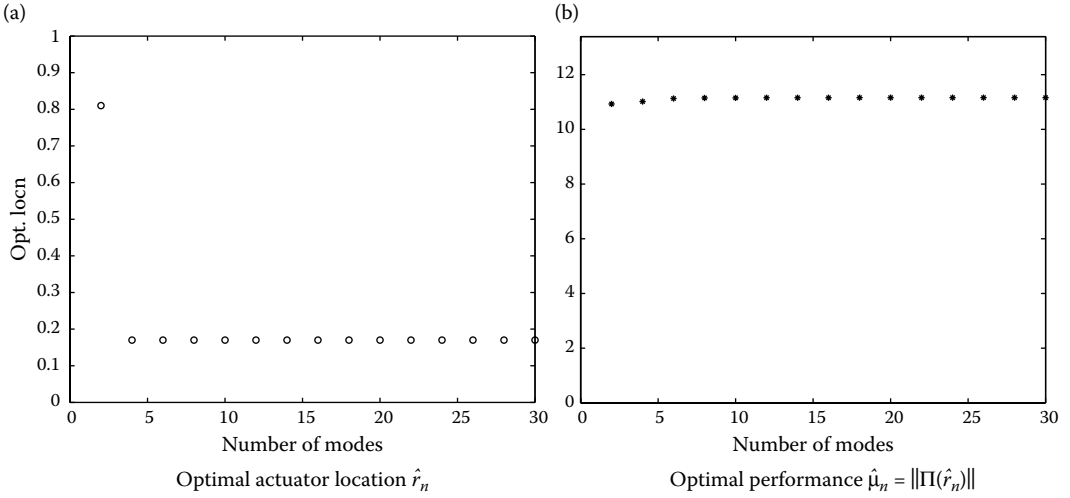 (a)
1
0.9
0.8
0.7
0.6
0.5
0.4
0.3
0.2
0.1
0
Opt. locn
0 5 10 15 20 25 30
Number of modes
Optimal actuator location r̂ₙ
(b)
12
10
8
6
4
2
0
0 5 10 15 20 25 30
Number of modes
Optimal performance μ̂ₙ = ||Π(r̂ₙ)||